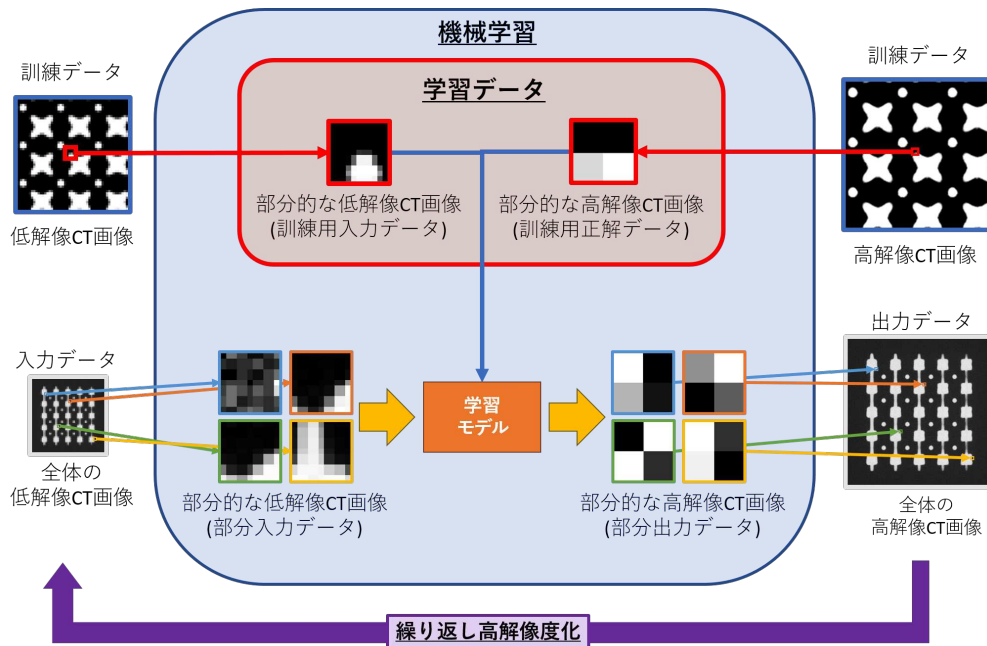 機械学習
訓練データ
学習データ
訓練データ
部分的な低解像CT画像
(訓練用入力データ)
部分的な高解像CT画像
(訓練用正解データ)
低解像CT画像
高解像CT画像
入力データ
出力データ
学習
モデル
全体の
低解像CT画像
部分的な低解像CT画像
(部分入力データ)
部分的な高解像CT画像
(部分出力データ)
全体の
高解像CT画像
繰り返し高解像度化